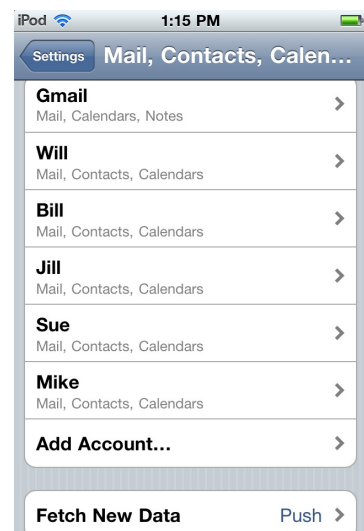 iPod 1:15 PM
Settings Mail, Contacts, Calen...
Gmail
Mail, Calendars, Notes
Will
Mail, Contacts, Calendars
Bill
Mail, Contacts, Calendars
Jill
Mail, Contacts, Calendars
Sue
Mail, Contacts, Calendars
Mike
Mail, Contacts, Calendars
Add Account...
Fetch New Data Push